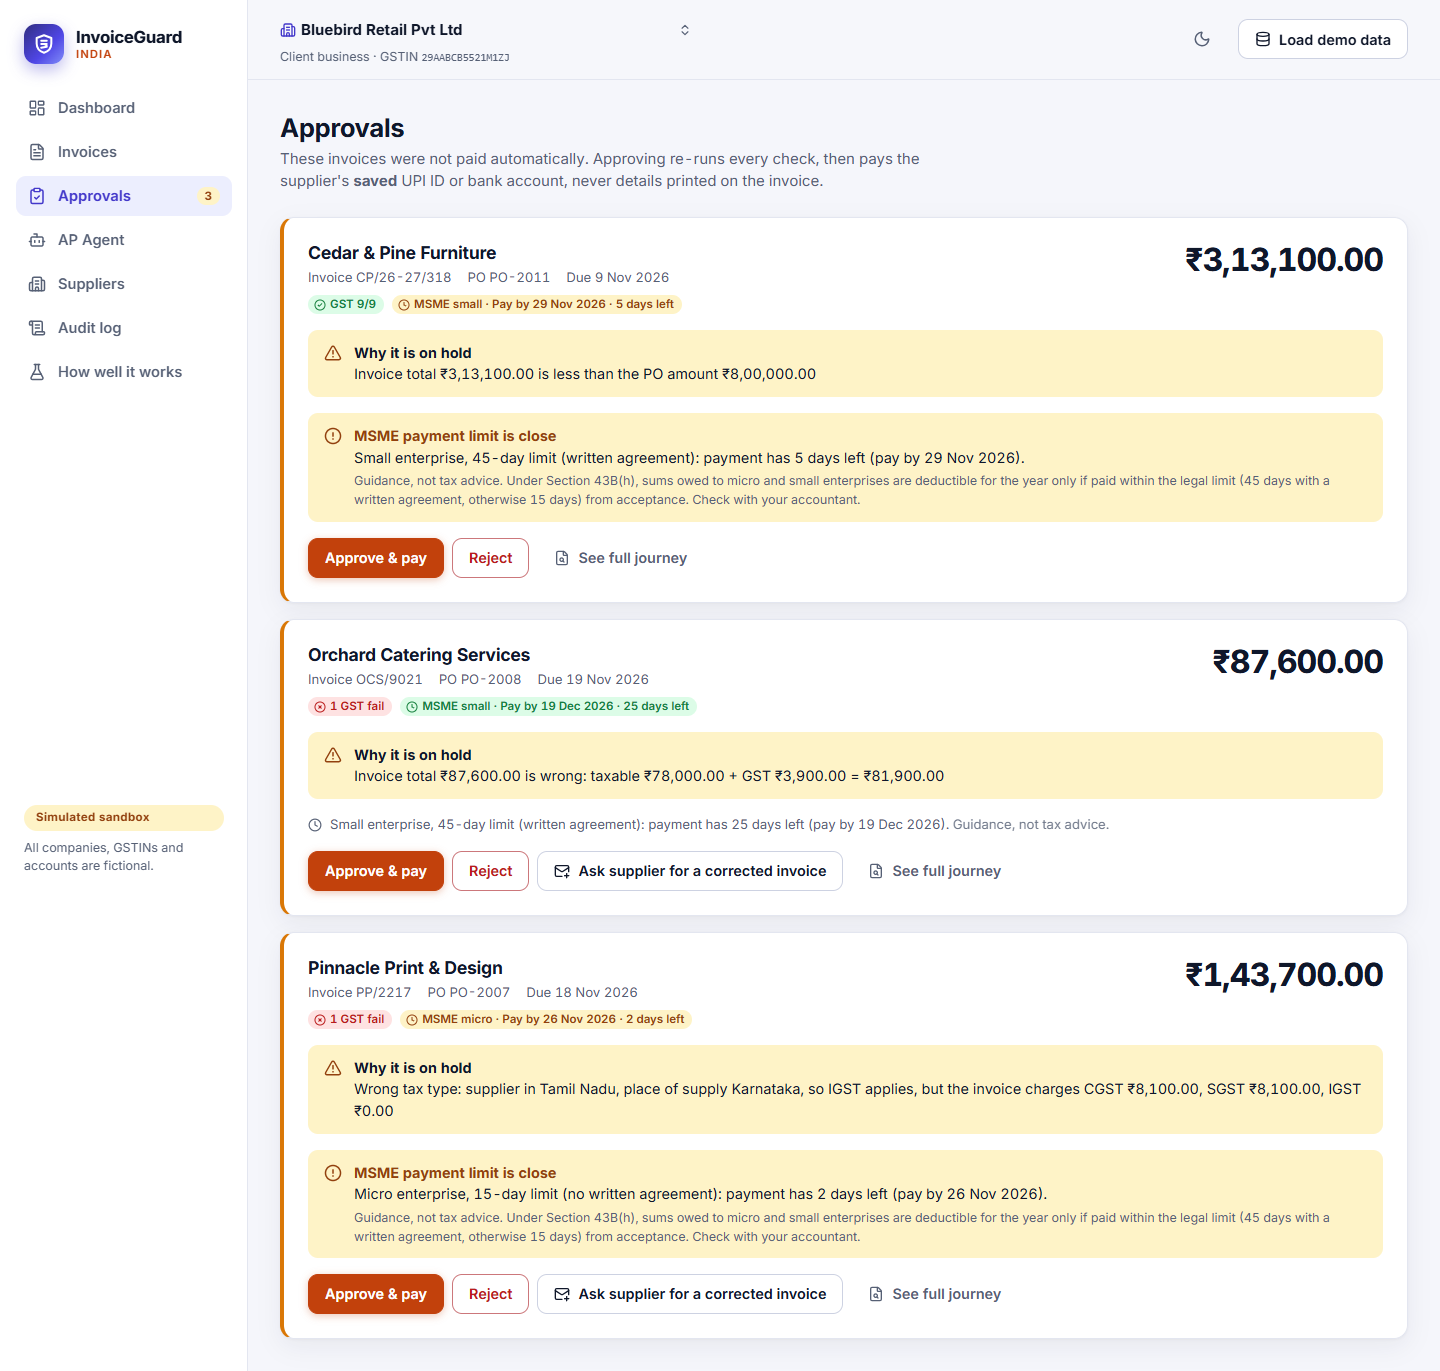 InvoiceGuard
INDIA
Dashboard
Invoices
Approvals 3
AP Agent
Suppliers
Audit log
How well it works
Simulated sandbox
All companies, GSTINs and
accounts are fictional.
Bluebird Retail Pvt Ltd
Client business · GSTIN 29AABCB5521M1ZJ
Load demo data
Approvals
These invoices were not paid automatically. Approving re-runs every check, then pays the
supplier's saved UPI ID or bank account, never details printed on the invoice.
Cedar & Pine Furniture
₹3,13,100.00
Invoice CP/26-27/318 PO PO-2011 Due 9 Nov 2026
GST 9/9 MSME small · Pay by 29 Nov 2026 · 5 days left
Why it is on hold
Invoice total ₹3,13,100.00 is less than the PO amount ₹8,00,000.00
MSME payment limit is close
Small enterprise, 45-day limit (written agreement): payment has 5 days left (pay by 29 Nov 2026).
Guidance, not tax advice. Under Section 43B(h), sums owed to micro and small enterprises are deductible for the year only if paid within the legal limit (45 days with a
written agreement, otherwise 15 days) from acceptance. Check with your accountant.
Approve & pay Reject See full journey
Orchard Catering Services
₹87,600.00
Invoice OCS/9021 PO PO-2008 Due 19 Nov 2026
1 GST fail MSME small · Pay by 19 Dec 2026 · 25 days left
Why it is on hold
Invoice total ₹87,600.00 is wrong: taxable ₹78,000.00 + GST ₹3,900.00 = ₹81,900.00
Small enterprise, 45-day limit (written agreement): payment has 25 days left (pay by 19 Dec 2026). Guidance, not tax advice.
Approve & pay Reject Ask supplier for a corrected invoice See full journey
Pinnacle Print & Design
₹1,43,700.00
Invoice PP/2217 PO PO-2007 Due 18 Nov 2026
1 GST fail MSME micro · Pay by 26 Nov 2026 · 2 days left
Why it is on hold
Wrong tax type: supplier in Tamil Nadu, place of supply Karnataka, so IGST applies, but the invoice charges CGST ₹8,100.00, SGST ₹8,100.00, IGST
₹0.00
MSME payment limit is close
Micro enterprise, 15-day limit (no written agreement): payment has 2 days left (pay by 26 Nov 2026).
Guidance, not tax advice. Under Section 43B(h), sums owed to micro and small enterprises are deductible for the year only if paid within the legal limit (45 days with a
written agreement, otherwise 15 days) from acceptance. Check with your accountant.
Approve & pay Reject Ask supplier for a corrected invoice See full journey